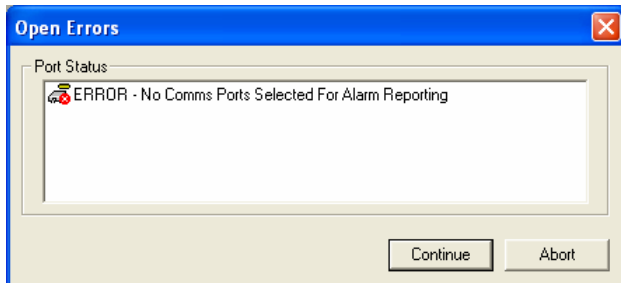 Open Errors
Port Status
ERROR - No Comms Ports Selected For Alarm Reporting
Continue Abort